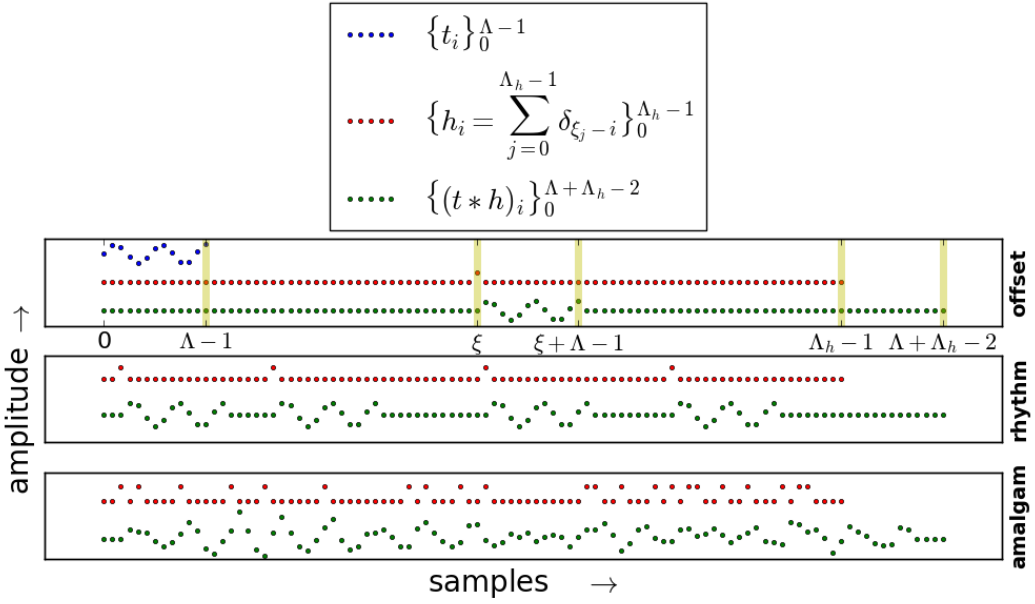 {t_i}_0^{Λ−1}
{h_i = ∑_{j=0}^{Λ_h−1} δ_{ξ_j−i}}_0^{Λ_h−1}
{(t∗h)_i}_0^{Λ+Λ_h−2}
offset
0 Λ−1 ξ ξ+Λ−1 Λ_h−1 Λ+Λ_h−2
amplitude →
rhythm
amalgam
samples →